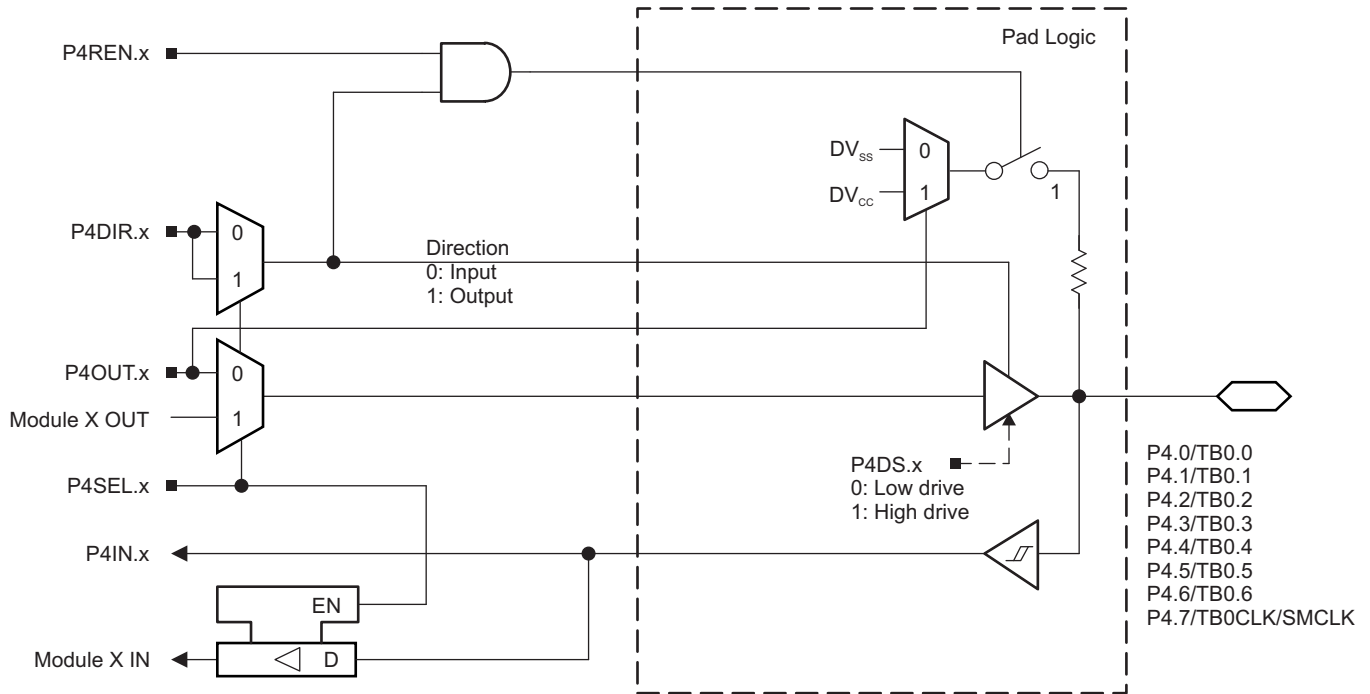 Pad Logic
P4REN.x
DVSS
0
DVCC
1
1
P4DIR.x
0
1
Direction
0: Input
1: Output
P4OUT.x
0
Module X OUT
1
P4DS.x
0: Low drive
1: High drive
P4SEL.x
P4IN.x
EN
Module X IN
D
P4.0/TB0.0
P4.1/TB0.1
P4.2/TB0.2
P4.3/TB0.3
P4.4/TB0.4
P4.5/TB0.5
P4.6/TB0.6
P4.7/TB0CLK/SMCLK